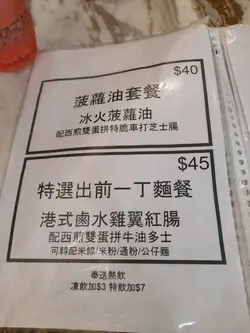 $40
菠蘿油套餐
冰火菠蘿油
配西煎雙蛋拼特脆車打芝士腸
$45
特選出前一丁麵餐
港式鹵水雞翼紅腸
配西煎雙蛋拼牛油多士
可轉配米線/米粉/通粉/公仔麵
奉送熱飲
凍飲加$3 特飲加$7